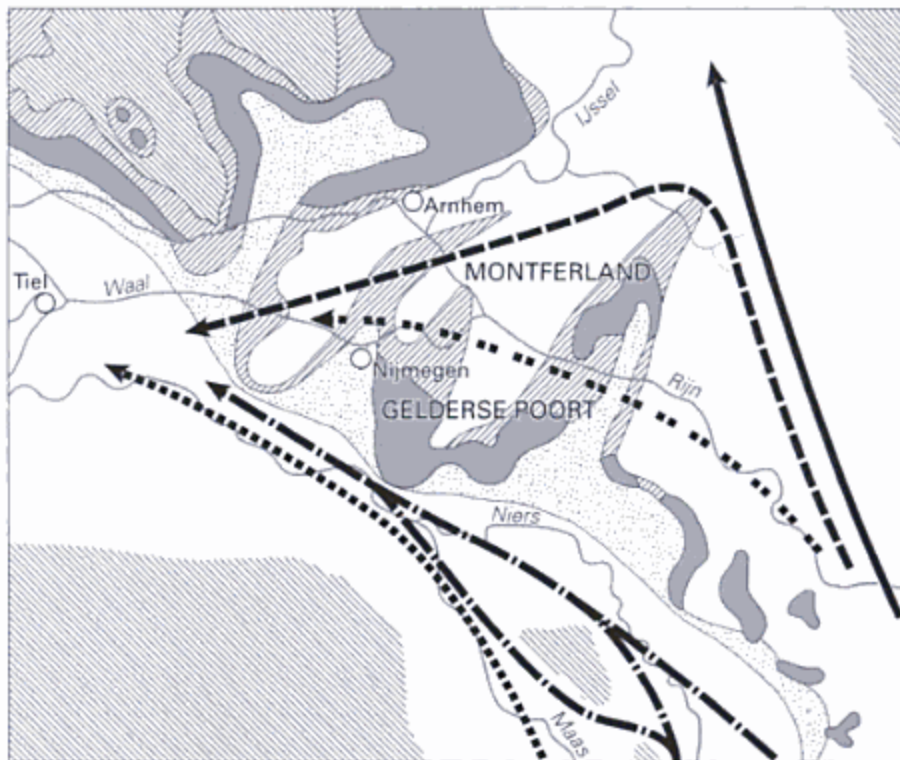 IJssel
Arnhem
MONTFERLAND
Tiel
Waal
Nijmegen
Rijn
GELDERSE POORT
Niers
Maas